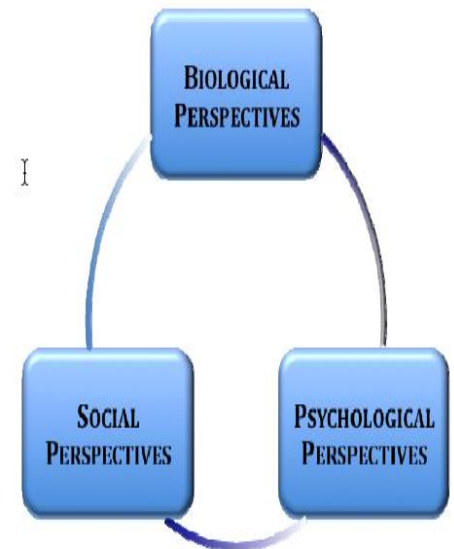 BIOLOGICAL
PERSPECTIVES
SOCIAL
PERSPECTIVES
PSYCHOLOGICAL
PERSPECTIVES